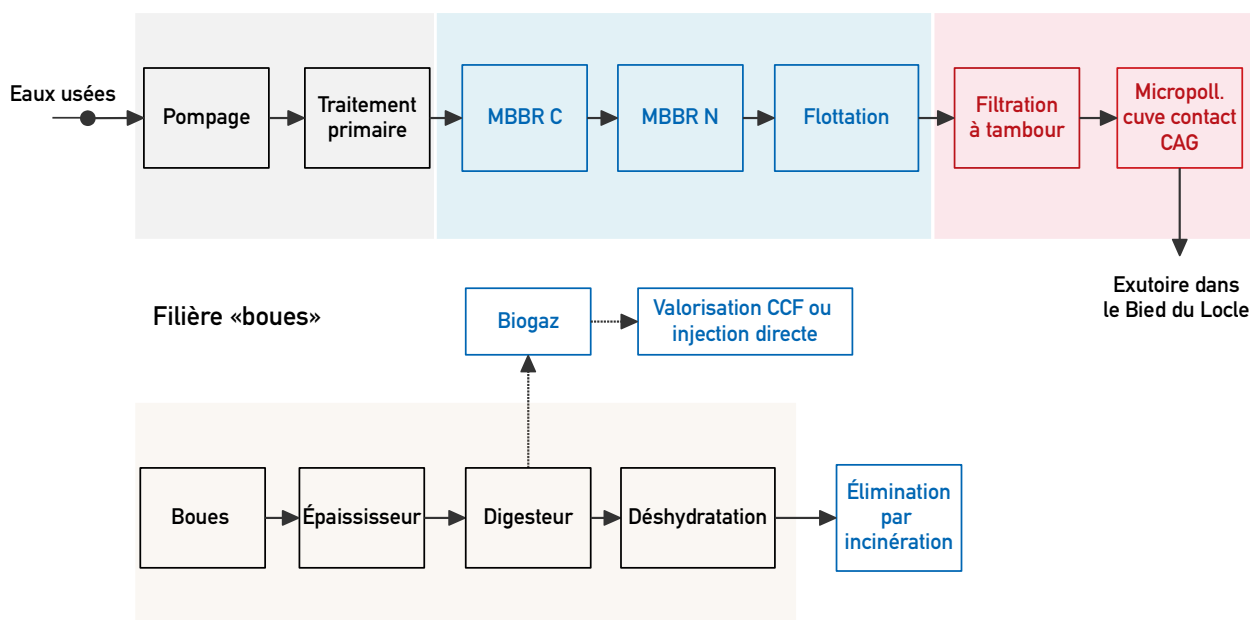 Eaux usées
Pompage
Traitement
primaire
MBBR C
MBBR N
Flottation
Filtration
à tambour
Micropoll.
cuve contact
CAG
Exutoire dans
le Bied du Locle
Filière «boues»
Biogaz
Valorisation CCF ou
injection directe
Boues
Épaississeur
Digesteur
Déshydratation
Élimination
par
incinération